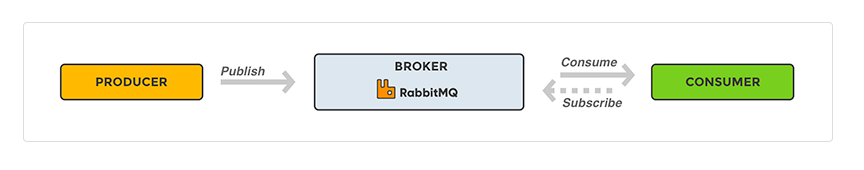 PRODUCER
Publish
BROKER
RabbitMQ
Consume
Subscribe
CONSUMER